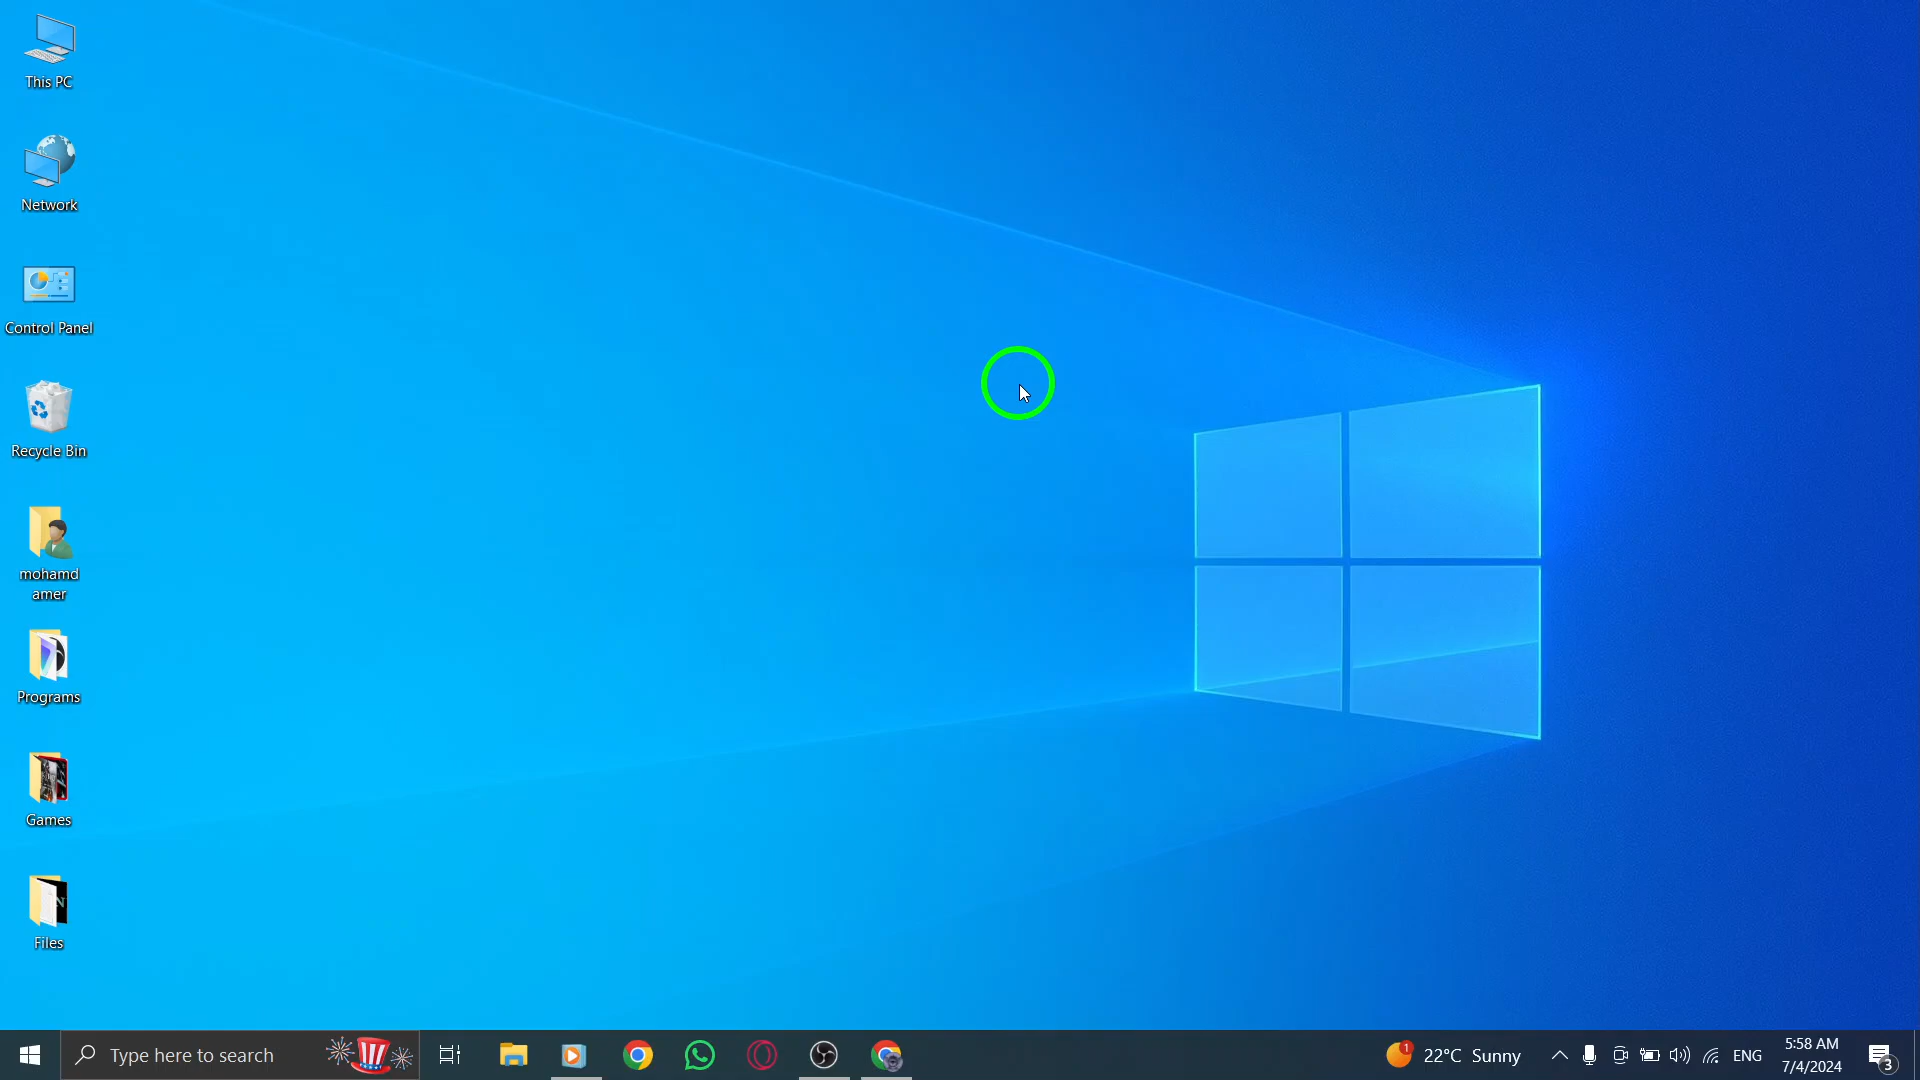 This PC
Network
Control Panel
Recycle Bin
mohamd
amer
Programs
Games
Files
Type here to search
1
22°C Sunny
ENG
5:58 AM
7/4/2024
3